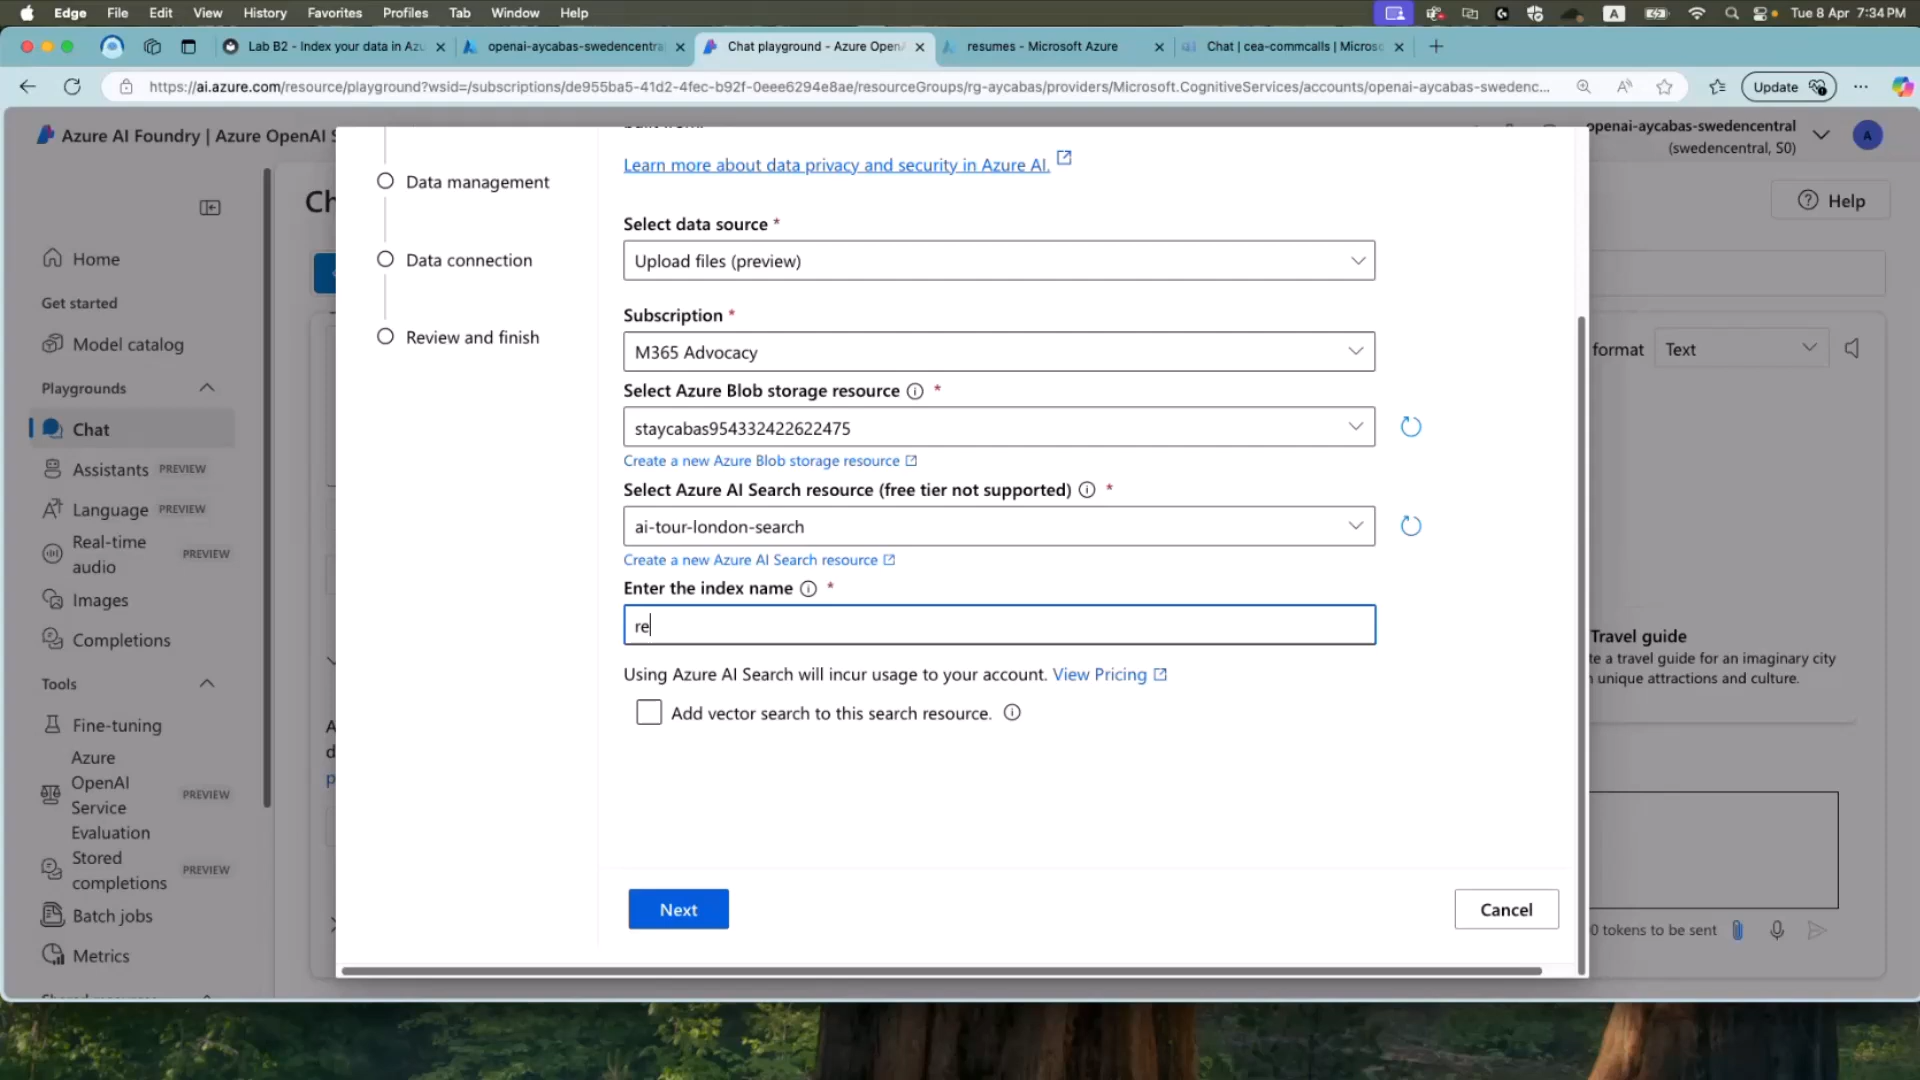 Edge File Edit View History Favorites Profiles Tab Window Help
A
Tue 8 Apr 7:34 PM
Lab B2 - Index your data in Azu
openai-aycabas-swedencentra
Chat playground - Azure Open
resumes - Microsoft Azure
Chat | cea-commcalls | Micros
https://ai.azure.com/resource/playground?wsid=/subscriptions/de955ba5-41d2-4fec-b92f-0eee6294e8ae/resourceGroups/rg-aycabas/providers/Microsoft.CognitiveServices/accounts/openai-aycabas-swedenc...
Update
Azure AI Foundry | Azure OpenAI S
openai-aycabas-swedencentral
(swedencentral, S0)
A
Help
Home
Get started
Model catalog
Playgrounds
Chat
Assistants PREVIEW
Language PREVIEW
Real-time audio PREVIEW
Images
Completions
Tools
Fine-tuning
Azure OpenAI Service Evaluation PREVIEW
Stored completions PREVIEW
Batch jobs
Metrics
Ch
Data management
Data connection
Review and finish
Learn more about data privacy and security in Azure AI.
Select data source *
Upload files (preview)
Subscription *
M365 Advocacy
Select Azure Blob storage resource *
staycabas954332422622475
Create a new Azure Blob storage resource
Select Azure AI Search resource (free tier not supported) *
ai-tour-london-search
Create a new Azure AI Search resource
Enter the index name *
re
Using Azure AI Search will incur usage to your account. View Pricing
Add vector search to this search resource.
Next
Cancel
format Text
Travel guide
te a travel guide for an imaginary city
unique attractions and culture.
0 tokens to be sent
A
d
p